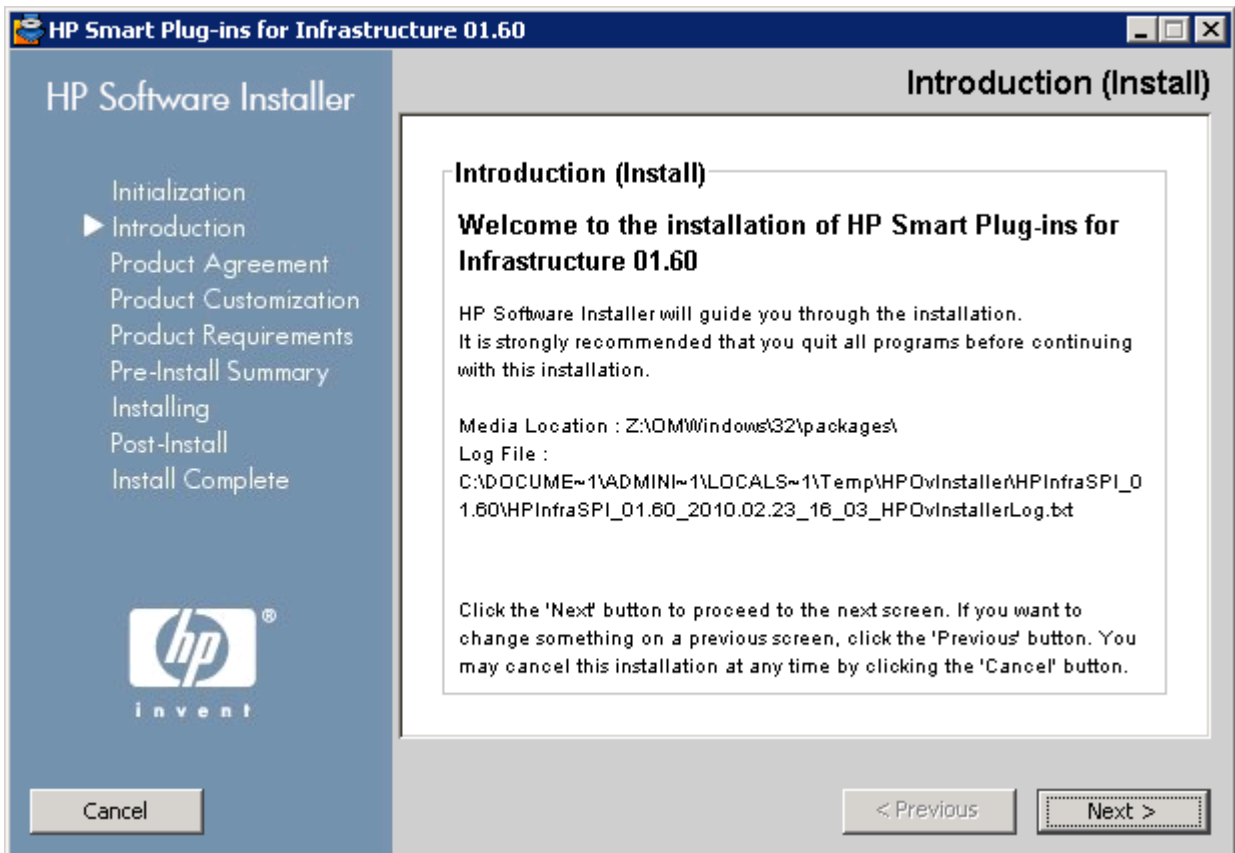 HP Smart Plug-ins for Infrastructure 01.60
HP Software Installer
Introduction (Install)
Initialization
Introduction
Product Agreement
Product Customization
Product Requirements
Pre-Install Summary
Installing
Post-Install
Install Complete
Introduction (Install)
Welcome to the installation of HP Smart Plug-ins for
Infrastructure 01.60
HP Software Installer will guide you through the installation.
It is strongly recommended that you quit all programs before continuing
with this installation.
Media Location : Z:\OMWindows\32\packages\
Log File :
C:\DOCUME~1\ADMINI~1\LOCALS~1\Temp\HPOvInstaller\HPInfraSPI_0
1.60\HPInfraSPI_01.60_2010.02.23_16_03_HPOvInstallerLog.txt
Click the 'Next' button to proceed to the next screen. If you want to
change something on a previous screen, click the 'Previous' button. You
may cancel this installation at any time by clicking the 'Cancel' button.
hp ®
invent
Cancel
< Previous
Next >